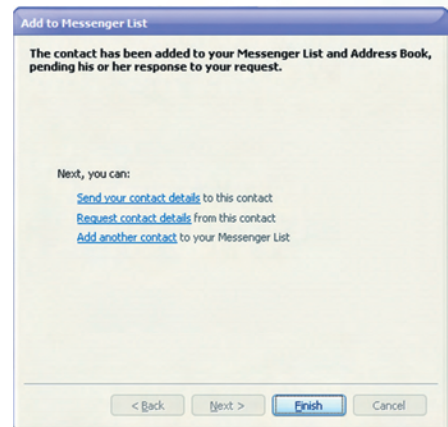 Add to Messenger List
The contact has been added to your Messenger List and Address Book,
pending his or her response to your request.
Next, you can:
Send your contact details to this contact
Request contact details from this contact
Add another contact to your Messenger List
< Back Next > Finish Cancel